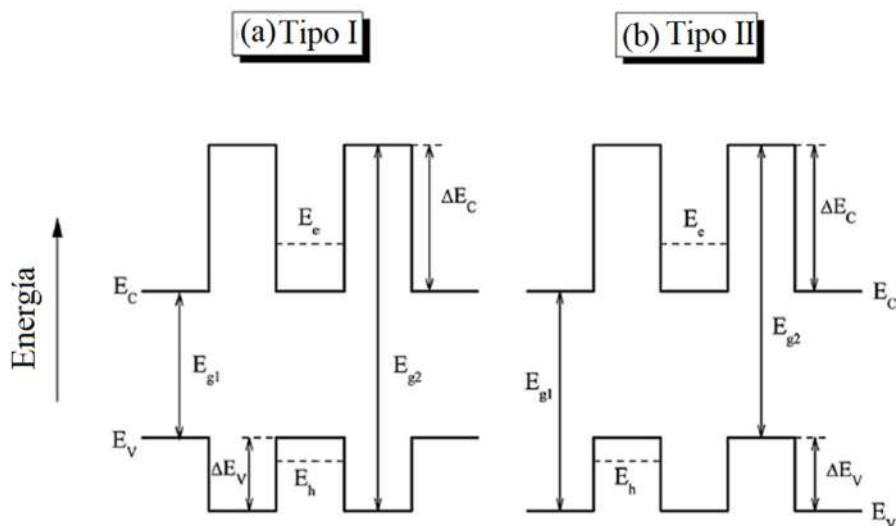 (a) Tipo I
(b) Tipo II
Energía
E_C
E_V
E_g1
ΔE_V
E_e
E_h
E_g2
ΔE_C
E_g1
E_h
E_e
E_g2
ΔE_C
E_C
ΔE_V
E_V